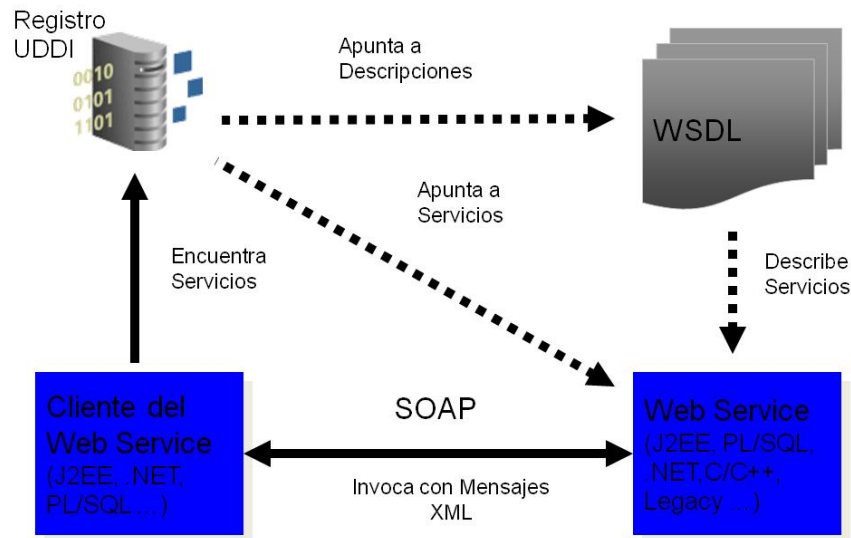 Registro
UDDI
0010
0101
1101
Apunta a
Descripciones
WSDL
Apunta a
Servicios
Encuentra
Servicios
Describe
Servicios
Cliente del
Web Service
(J2EE, .NET,
PL/SQL ...)
SOAP
Invoca con Mensajes
XML
Web Service
(J2EE, PL/SQL,
.NET,C/C++,
Legacy ...)